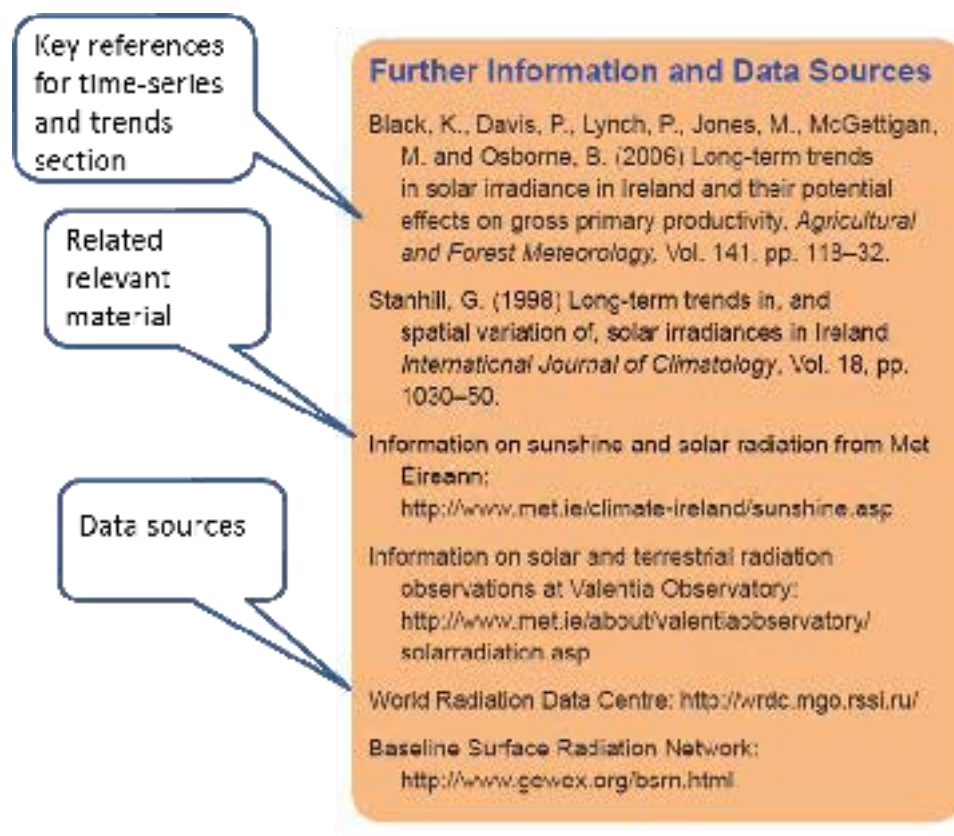 Key references
for time-series
and trends
section
Related
relevant
material
Data sources
Further Information and Data Sources
Black, K., Davis, P., Lynch, P., Jones, M., McGettigan,
M. and Osborne, B. (2006) Long-term trends
in solar irradiance in Ireland and their potential
effects on gross primary productivity, Agricultural
and Forest Meteorology, Vol. 141, pp. 118–32.
Stanhill, G. (1998) Long-term trends in, and
spatial variation of, solar irradiances in Ireland
International Journal of Climatology, Vol. 18, pp.
1030–50.
Information on sunshine and solar radiation from Met
Eireann:
http://www.met.ie/climate-ireland/sunshine.asp
Information on solar and terrestrial radiation
observations at Valentia Observatory:
http://www.met.ie/about/valentiaobservatory/
solarradiation.asp
World Radiation Data Centre: http://wrdc.mgo.rssi.ru/
Baseline Surface Radiation Network:
http://www.gewex.org/bsrn.html